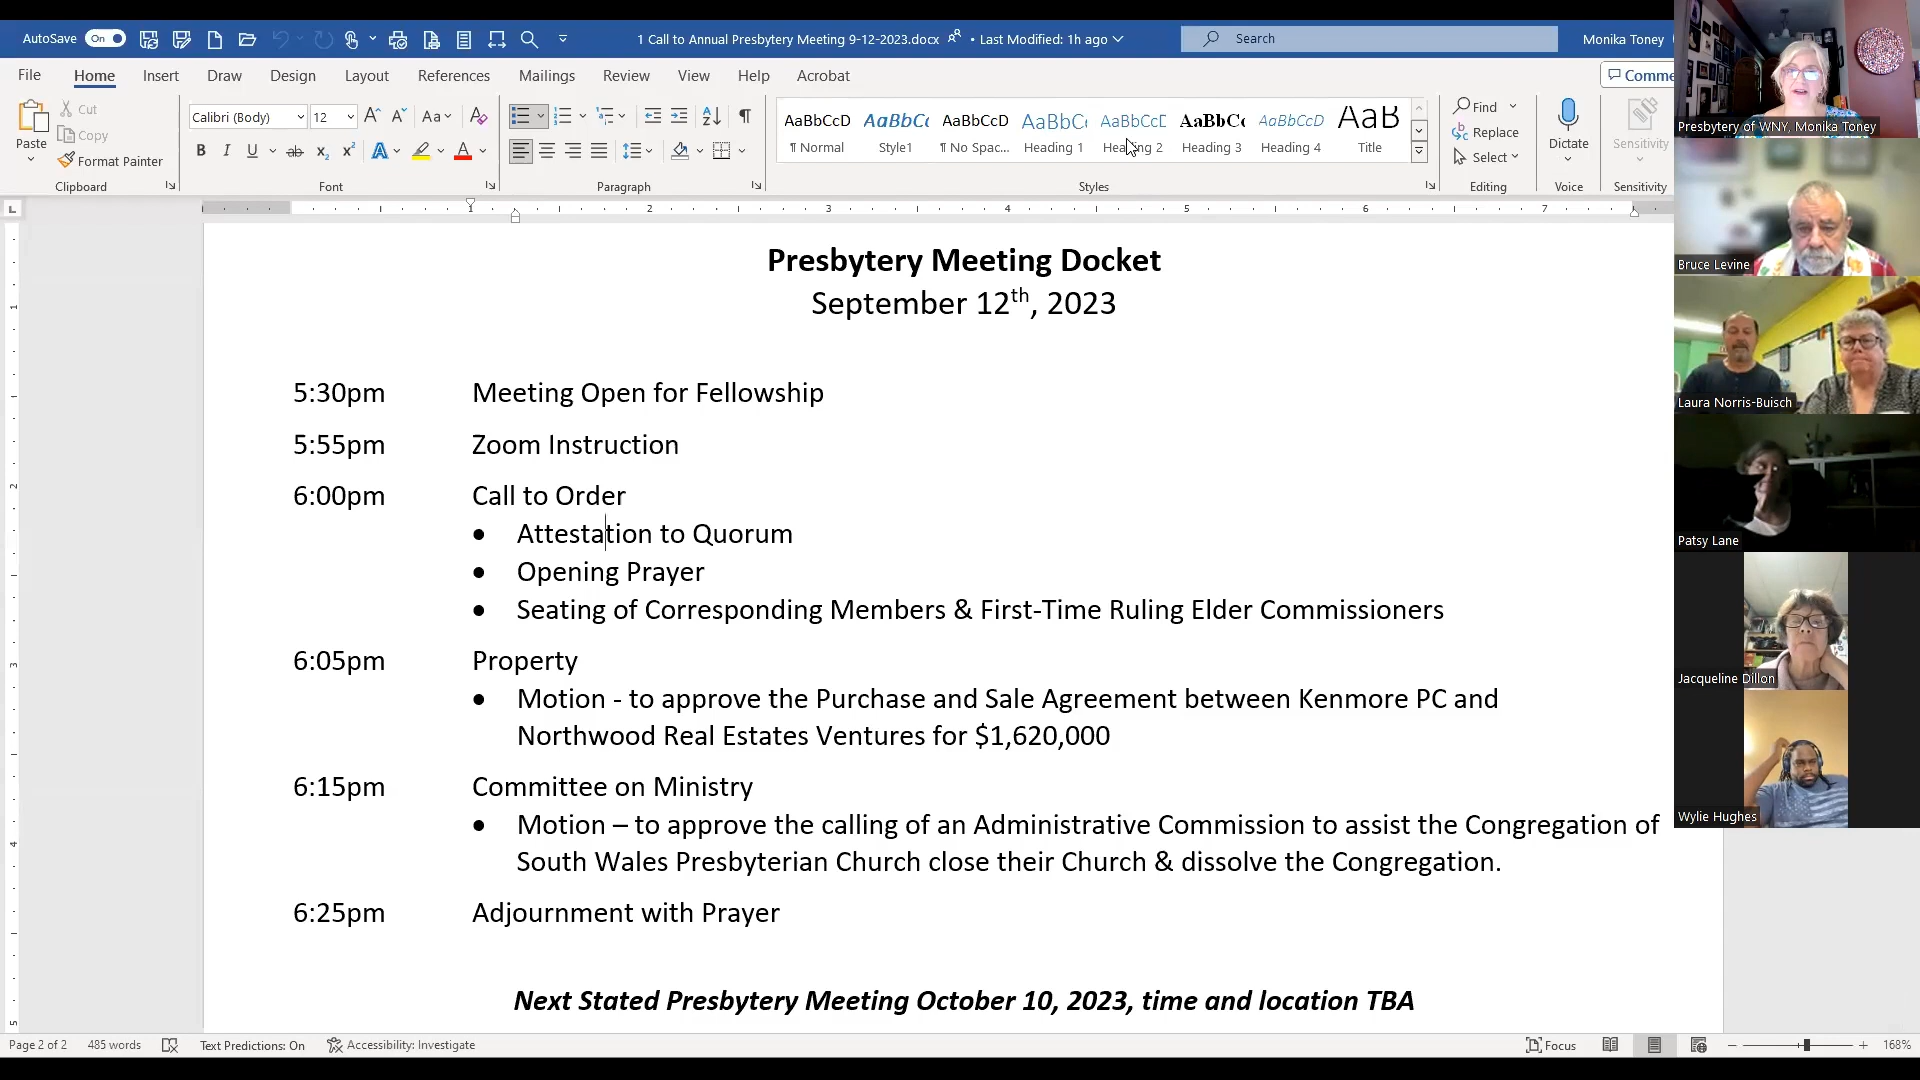 AutoSave On
1 Call to Annual Presbytery Meeting 9-12-2023.docx • Last Modified: 1h ago
Search
Monika Toney
File Home Insert Draw Design Layout References Mailings Review View Help Acrobat
Comme
Paste
Cut
Copy
Format Painter
Clipboard
Calibri (Body) 12
Font
Paragraph
AaBbCcD AaBbCc AaBbCcD AaBbC AaBbCcD AaBbCc AaBbCcD AaB
¶ Normal Style1 ¶ No Spac... Heading 1 Heading 2 Heading 3 Heading 4 Title
Styles
Find
Replace
Select
Editing
Dictate
Voice
Sensitivity
Sensitivity
1 2 3 4 5 6 7
Presbytery Meeting Docket
September 12th, 2023
5:30pm Meeting Open for Fellowship
5:55pm Zoom Instruction
6:00pm Call to Order
• Attestation to Quorum
• Opening Prayer
• Seating of Corresponding Members & First-Time Ruling Elder Commissioners
6:05pm Property
• Motion - to approve the Purchase and Sale Agreement between Kenmore PC and
Northwood Real Estates Ventures for $1,620,000
6:15pm Committee on Ministry
• Motion – to approve the calling of an Administrative Commission to assist the Congregation of
South Wales Presbyterian Church close their Church & dissolve the Congregation.
6:25pm Adjournment with Prayer
Next Stated Presbytery Meeting October 10, 2023, time and location TBA
Page 2 of 2 485 words Text Predictions: On Accessibility: Investigate
Focus 168%
Presbytery of WNY, Monika Toney
Bruce Levine
Laura Norris-Buisch
Patsy Lane
Jacqueline Dillon
Wylie Hughes